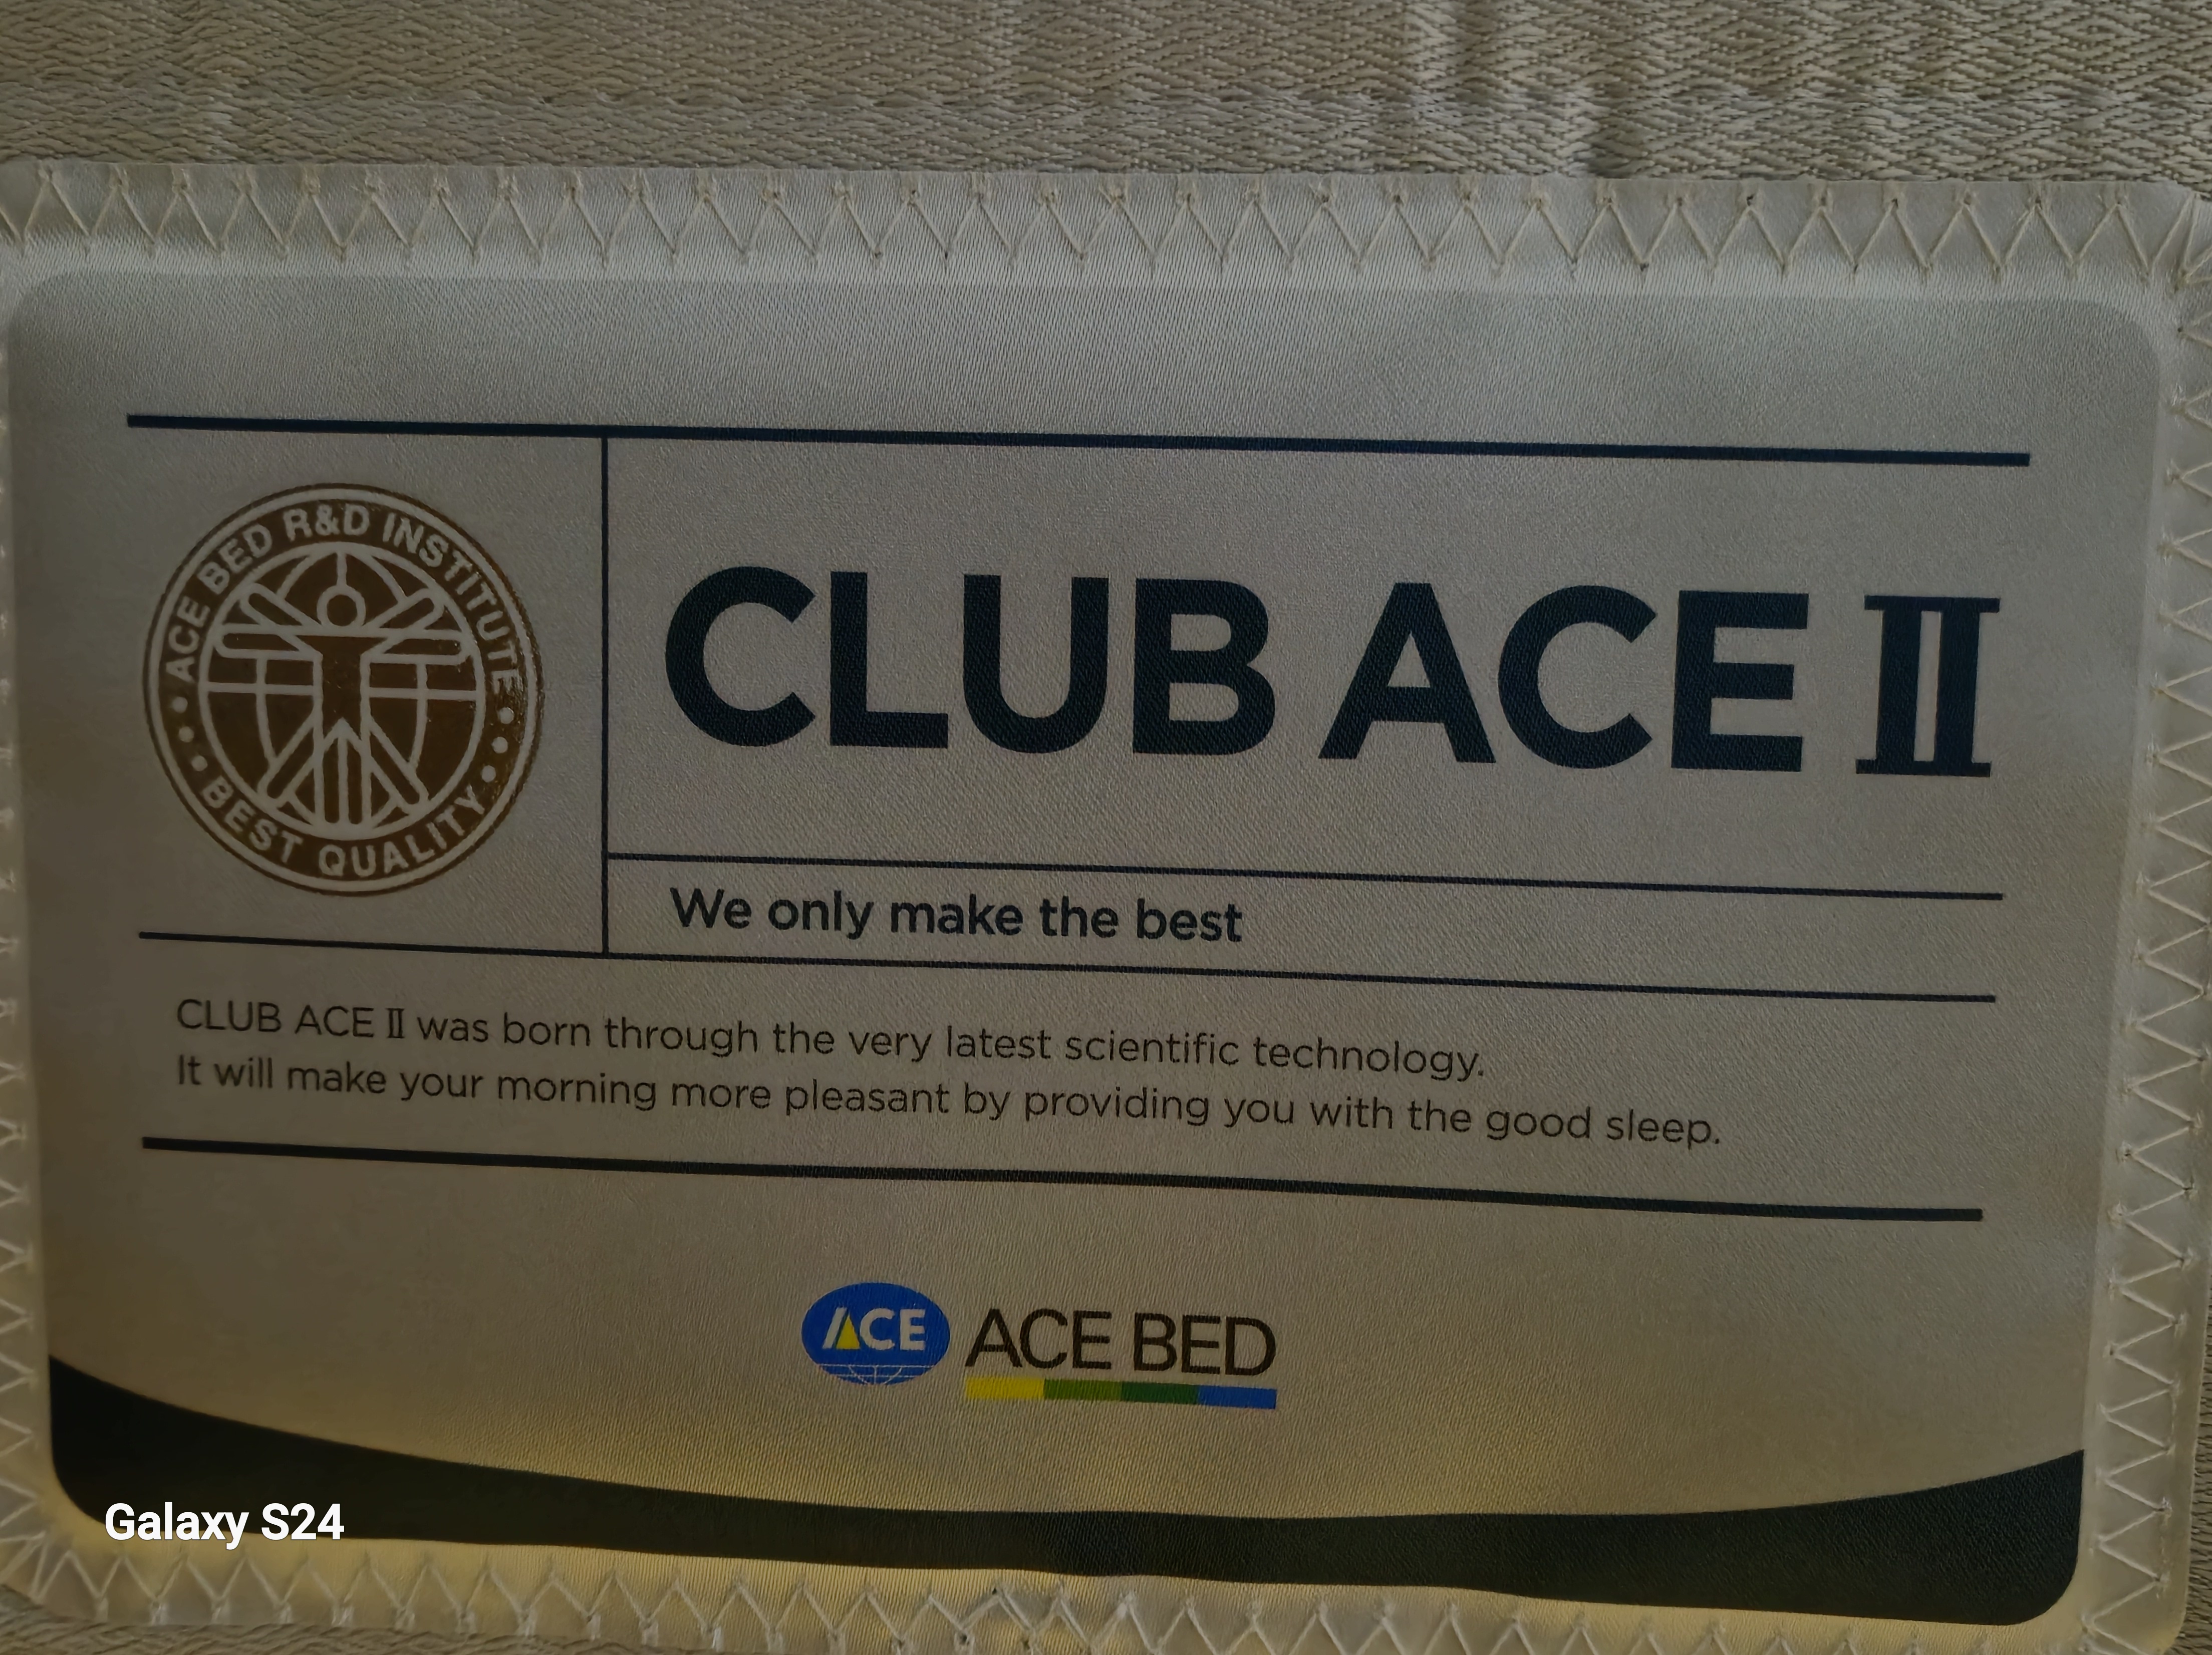 ACE BED R&D INSTITUTE
BEST QUALITY
CLUB ACE Ⅱ
We only make the best
CLUB ACE Ⅱ was born through the very latest scientific technology.
It will make your morning more pleasant by providing you with the good sleep.
ACE ACE BED
Galaxy S24